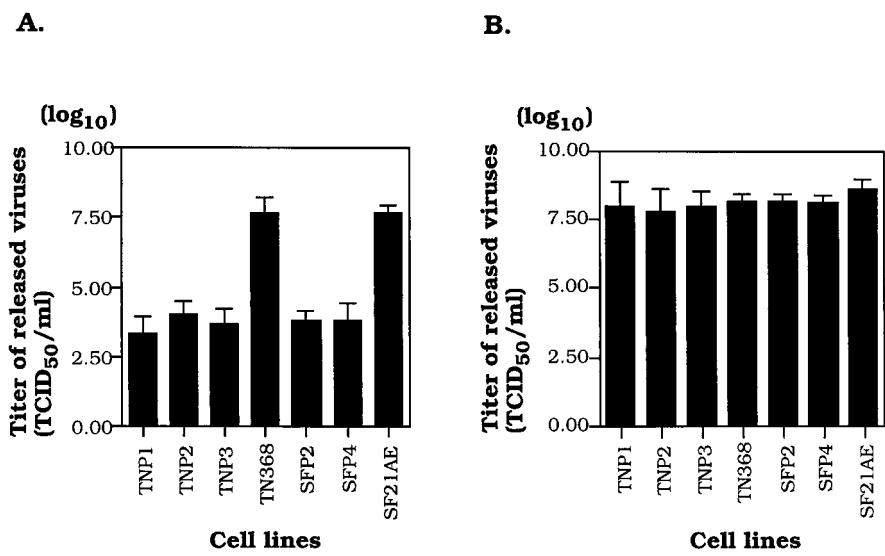 A.
(log10)
Titer of released viruses
(TCID50/ml)
10.00
7.50
5.00
2.50
0.00
TNP1
TNP2
TNP3
TN368
SFP2
SFP4
SF21AE
Cell lines
B.
(log10)
Titer of released viruses
(TCID50/ml)
10.00
7.50
5.00
2.50
0.00
TNP1
TNP2
TNP3
TN368
SFP2
SFP4
SF21AE
Cell lines